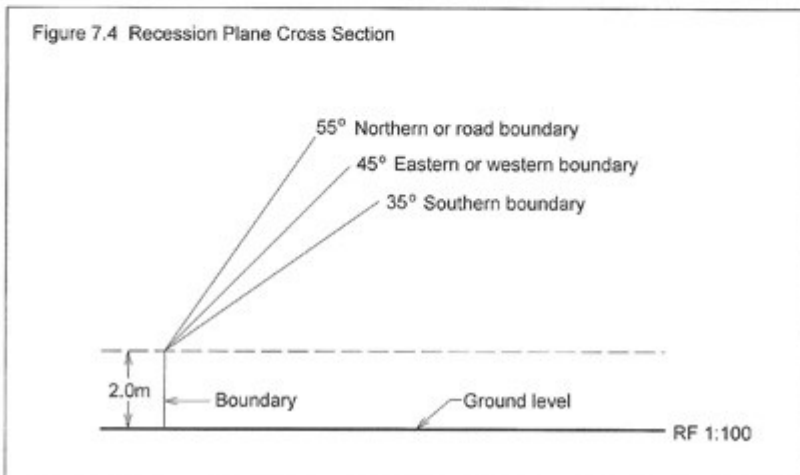 Figure 7.4 Recession Plane Cross Section
55° Northern or road boundary
45° Eastern or western boundary
35° Southern boundary
2.0m
Boundary
Ground level
RF 1:100